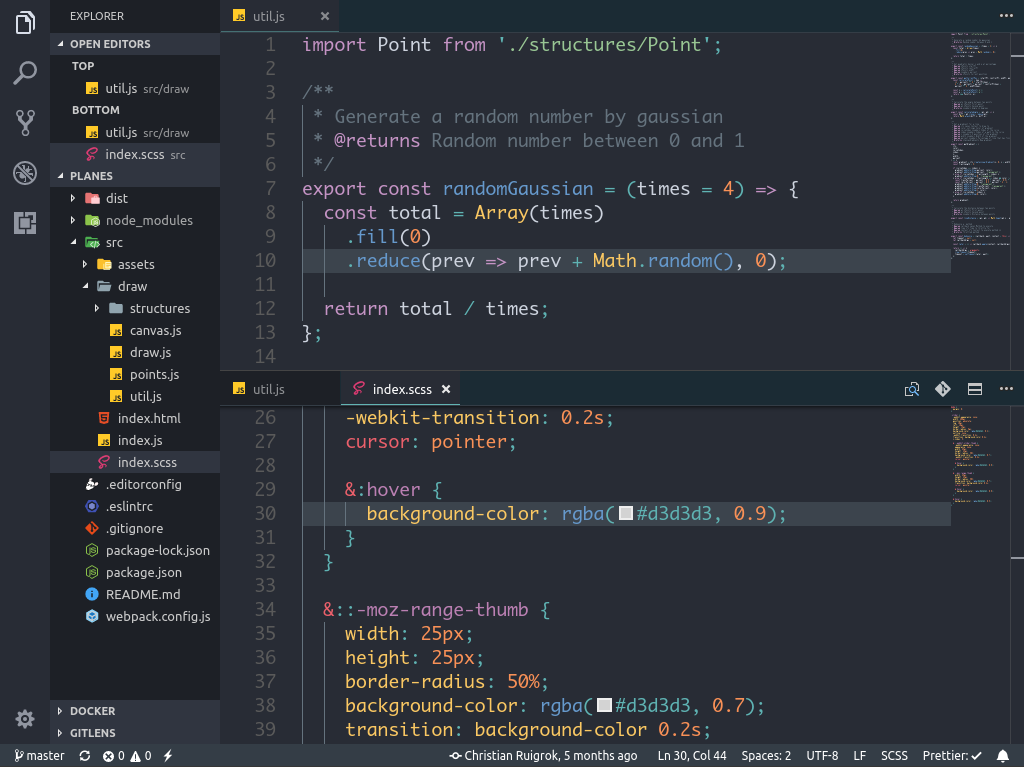 EXPLORER
OPEN EDITORS
TOP
util.js src/draw
BOTTOM
util.js src/draw
index.scss src
PLANES
dist
node_modules
src
assets
draw
structures
canvas.js
draw.js
points.js
util.js
index.html
index.js
index.scss
.editorconfig
.eslintrc
.gitignore
package-lock.json
package.json
README.md
webpack.config.js
DOCKER
GITLENS
util.js
1 import Point from './structures/Point';
2
3 /**
4  * Generate a random number by gaussian
5  * @returns Random number between 0 and 1
6  */
7 export const randomGaussian = (times = 4) => {
8   const total = Array(times)
9     .fill(0)
10     .reduce(prev => prev + Math.random(), 0);
11
12   return total / times;
13 };
14
util.js index.scss
26     -webkit-transition: 0.2s;
27     cursor: pointer;
28
29     &:hover {
30       background-color: rgba(#d3d3d3, 0.9);
31     }
32   }
33
34   &::-moz-range-thumb {
35     width: 25px;
36     height: 25px;
37     border-radius: 50%;
38     background-color: rgba(#d3d3d3, 0.7);
39     transition: background-color 0.2s;
master 0 0 Christian Ruigrok, 5 months ago Ln 30, Col 44 Spaces: 2 UTF-8 LF SCSS Prettier: ✓